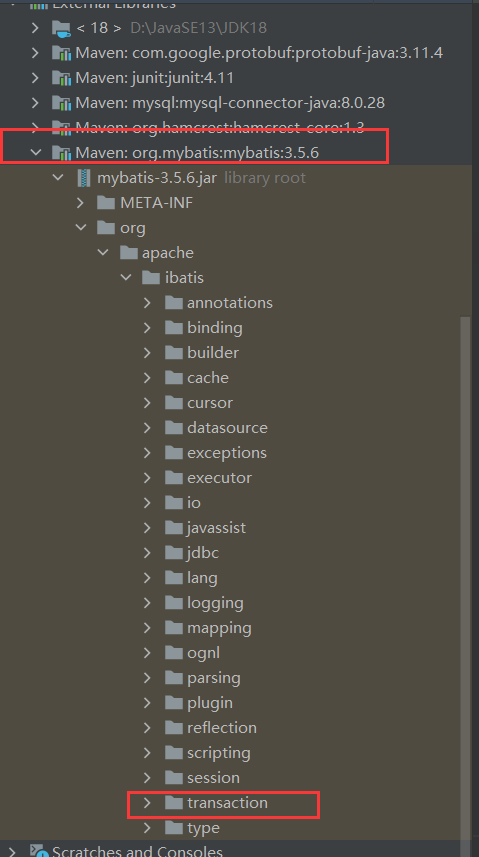 External Libraries
< 18 > D:\JavaSE13\JDK18
Maven: com.google.protobuf:protobuf-java:3.11.4
Maven: junit:junit:4.11
Maven: mysql:mysql-connector-java:8.0.28
Maven: org.hamcrest:hamcrest-core:1.3
Maven: org.mybatis:mybatis:3.5.6
mybatis-3.5.6.jar library root
META-INF
org
apache
ibatis
annotations
binding
builder
cache
cursor
datasource
exceptions
executor
io
javassist
jdbc
lang
logging
mapping
ognl
parsing
plugin
reflection
scripting
session
transaction
type
Scratches and Consoles